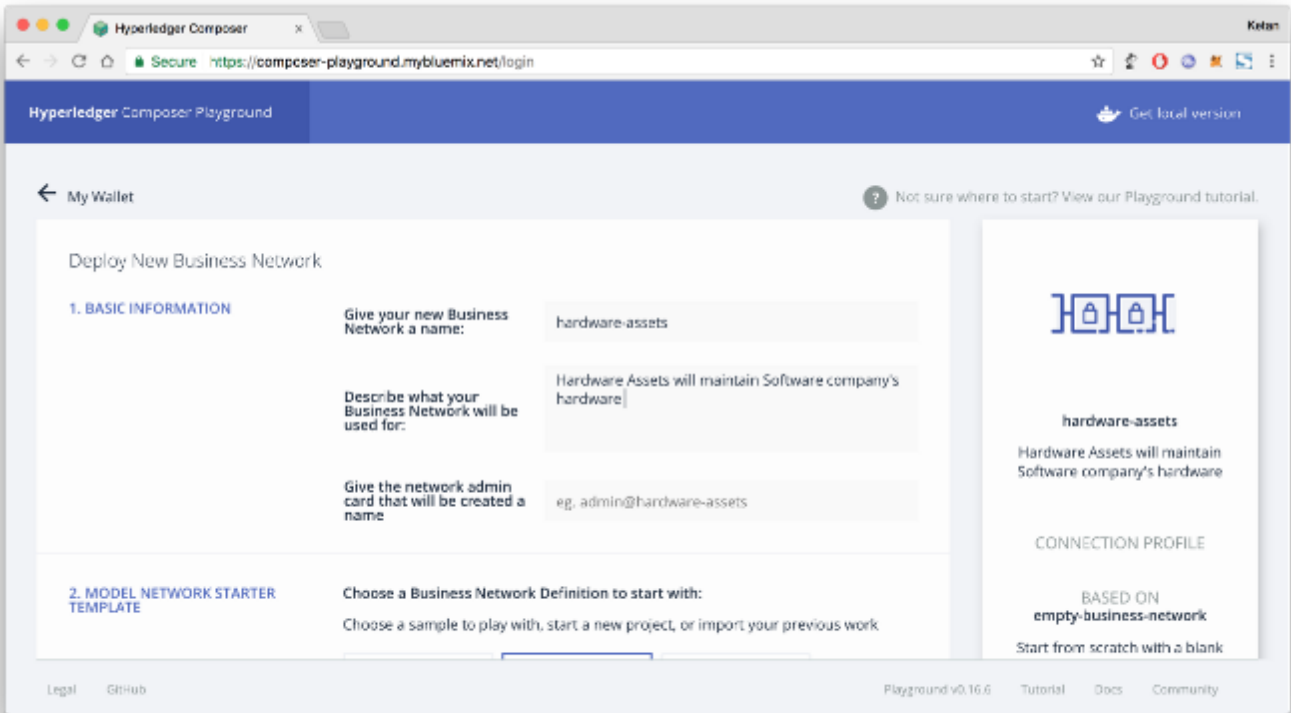 Hyperledger Composer
Ketan
Secure https://composer-playground.mybluemix.net/login
Hyperledger Composer Playground
Get local version
My Wallet
? Not sure where to start? View our Playground tutorial.
Deploy New Business Network
1. BASIC INFORMATION
Give your new Business
Network a name:
hardware-assets
Describe what your
Business Network will be
used for:
Hardware Assets will maintain Software company's
hardware
Give the network admin
card that will be created a
name
eg. admin@hardware-assets
2. MODEL NETWORK STARTER
TEMPLATE
Choose a Business Network Definition to start with:
Choose a sample to play with, start a new project, or import your previous work
hardware-assets
Hardware Assets will maintain
Software company's hardware
CONNECTION PROFILE
BASED ON
empty-business-network
Start from scratch with a blank
Legal GitHub
Playground v0.16.6 Tutorial Docs Community